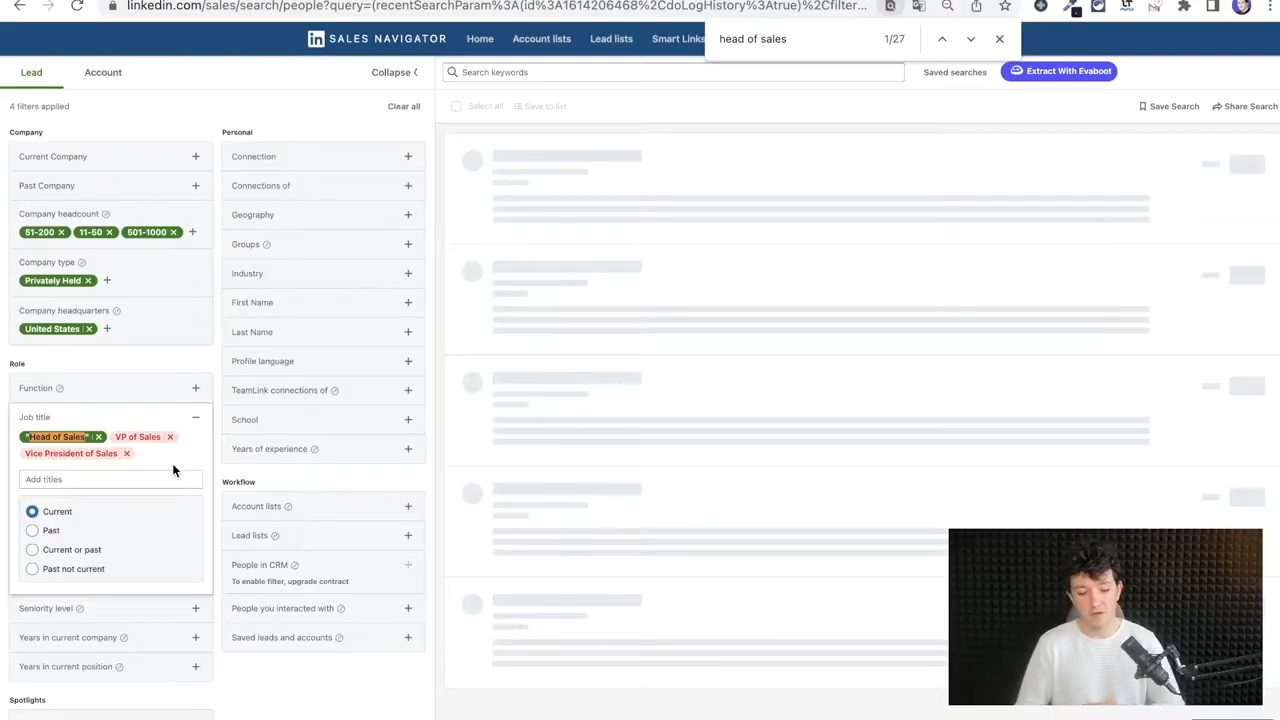 linkedin.com/sales/search/people?query=(recentSearchParam%3A(id%3A1614206468%2CdoLogHistory%3Atrue)%2Cfilter...
head of sales 1/27
in SALES NAVIGATOR Home Account lists Lead lists Smart Links
Lead Account Collapse
Search keywords Saved searches Extract With Evaboot
4 filters applied Clear all
Select all Save to list Save Search Share Search
Company
Current Company +
Past Company +
Company headcount
51-200 × 11-50 × 501-1000 × +
Company type
Privately Held × +
Company headquarters
United States × +
Role
Function +
Job title −
"Head of Sales" × VP of Sales ×
Vice President of Sales ×
Add titles
Current
Past
Current or past
Past not current
Seniority level +
Years in current company +
Years in current position +
Spotlights
Personal
Connection +
Connections of +
Geography +
Groups +
Industry +
First Name +
Last Name +
Profile language +
TeamLink connections of +
School +
Years of experience +
Workflow
Account lists +
Lead lists +
People in CRM +
To enable filter, upgrade contract
People you interacted with +
Saved leads and accounts +